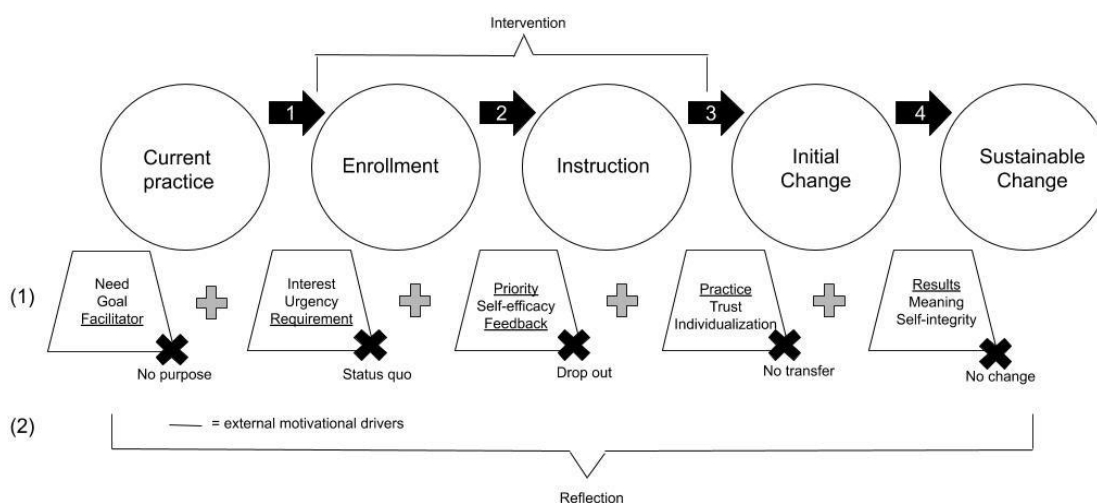 Intervention
1
2
3
4
Current
practice
Enrollment
Instruction
Initial
Change
Sustainable
Change
(1)
Need
Goal
Facilitator
No purpose
Interest
Urgency
Requirement
Status quo
Priority
Self-efficacy
Feedback
Drop out
Practice
Trust
Individualization
No transfer
Results
Meaning
Self-integrity
No change
(2)
= external motivational drivers
Reflection